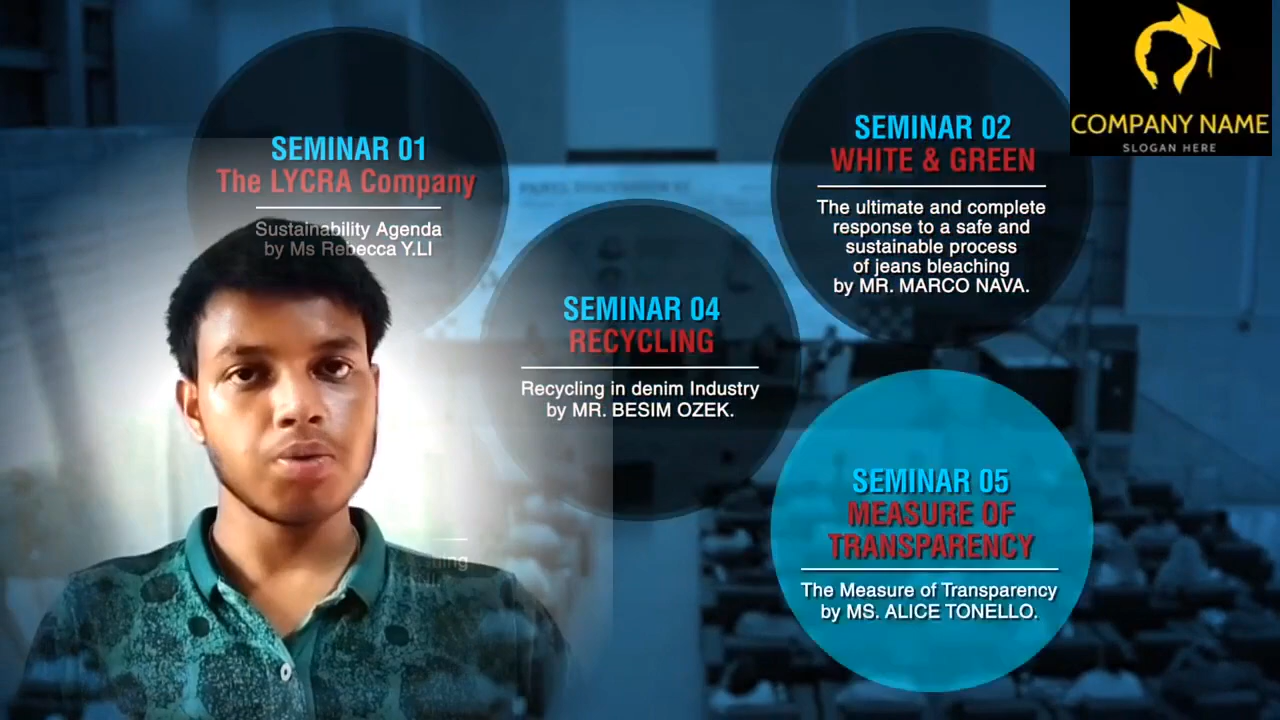 SEMINAR 01
The LYCRA Company
Sustainability Agenda
by Ms Rebecca Y.LI
SEMINAR 02
WHITE & GREEN
The ultimate and complete
response to a safe and
sustainable process
of jeans bleaching
by MR. MARCO NAVA.
COMPANY NAME
SLOGAN HERE
SEMINAR 04
RECYCLING
Recycling in denim Industry
by MR. BESIM OZEK.
SEMINAR 05
MEASURE OF
TRANSPARENCY
The Measure of Transparency
by MS. ALICE TONELLO.